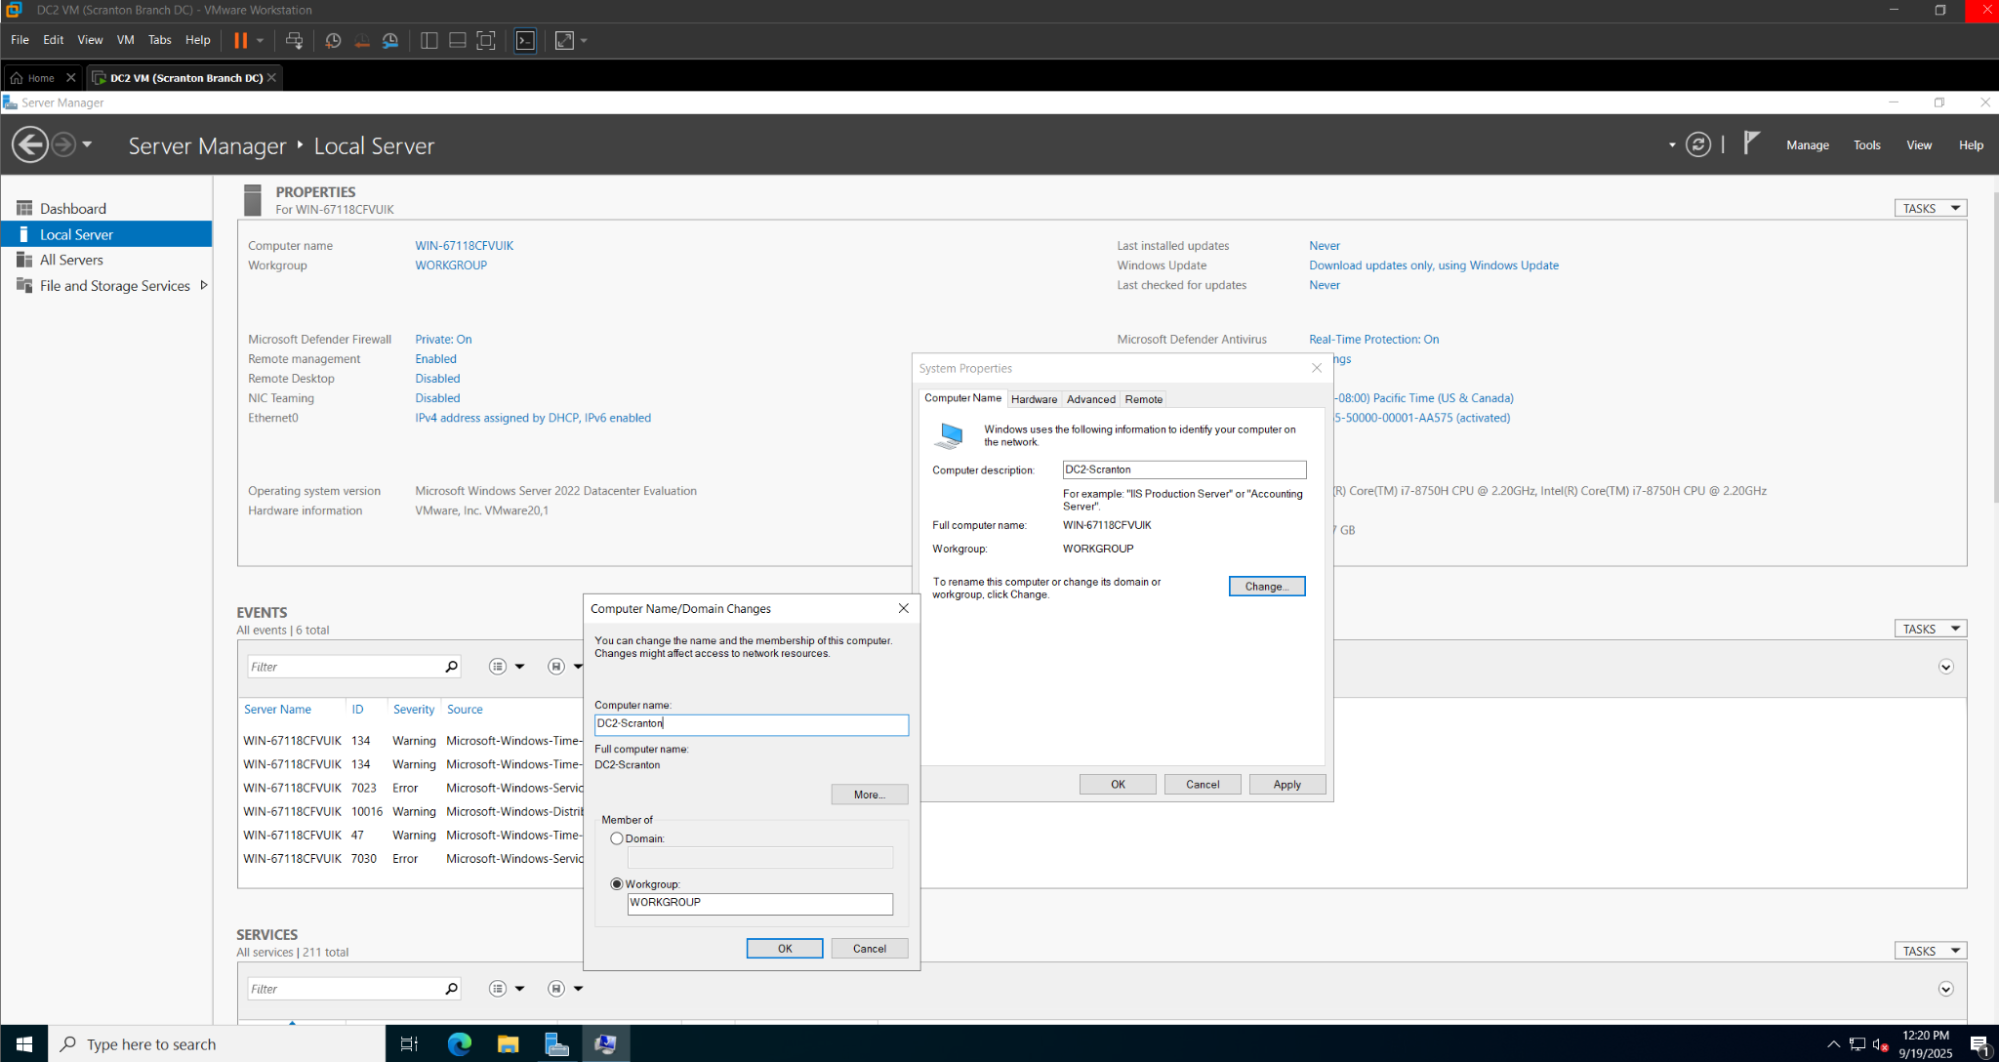 DC2 VM (Scranton Branch DC) - VMware Workstation
File Edit View VM Tabs Help
Home DC2 VM (Scranton Branch DC)
Server Manager
Server Manager Local Server
Manage Tools View Help
Dashboard
Local Server
All Servers
File and Storage Services
PROPERTIES
For WIN-67118CFVUIK
TASKS
Computer name WIN-67118CFVUIK
Workgroup WORKGROUP
Last installed updates Never
Windows Update Download updates only, using Windows Update
Last checked for updates Never
Microsoft Defender Firewall Private: On
Remote management Enabled
Remote Desktop Disabled
NIC Teaming Disabled
Ethernet0 IPv4 address assigned by DHCP, IPv6 enabled
Microsoft Defender Antivirus Real-Time Protection: On
ngs
-08:00) Pacific Time (US & Canada)
5-50000-00001-AA575 (activated)
Operating system version Microsoft Windows Server 2022 Datacenter Evaluation
Hardware information VMware, Inc. VMware20,1
(R) Core(TM) i7-8750H CPU @ 2.20GHz, Intel(R) Core(TM) i7-8750H CPU @ 2.20GHz
7 GB
System Properties
Computer Name Hardware Advanced Remote
Windows uses the following information to identify your computer on
the network.
Computer description: DC2-Scranton
For example: "IIS Production Server" or "Accounting
Server".
Full computer name: WIN-67118CFVUIK
Workgroup: WORKGROUP
To rename this computer or change its domain or
workgroup, click Change.
Change...
OK Cancel Apply
EVENTS
All events | 6 total
TASKS
Filter
Server Name ID Severity Source
WIN-67118CFVUIK 134 Warning Microsoft-Windows-Time-
WIN-67118CFVUIK 134 Warning Microsoft-Windows-Time-
WIN-67118CFVUIK 7023 Error Microsoft-Windows-Servic
WIN-67118CFVUIK 10016 Warning Microsoft-Windows-Distrib
WIN-67118CFVUIK 47 Warning Microsoft-Windows-Time-
WIN-67118CFVUIK 7030 Error Microsoft-Windows-Servic
Computer Name/Domain Changes
You can change the name and the membership of this computer.
Changes might affect access to network resources.
Computer name:
DC2-Scranton
Full computer name:
DC2-Scranton
More...
Member of
Domain:
Workgroup:
WORKGROUP
OK Cancel
SERVICES
All services | 211 total
TASKS
Filter
Type here to search
12:20 PM
9/19/2025
1